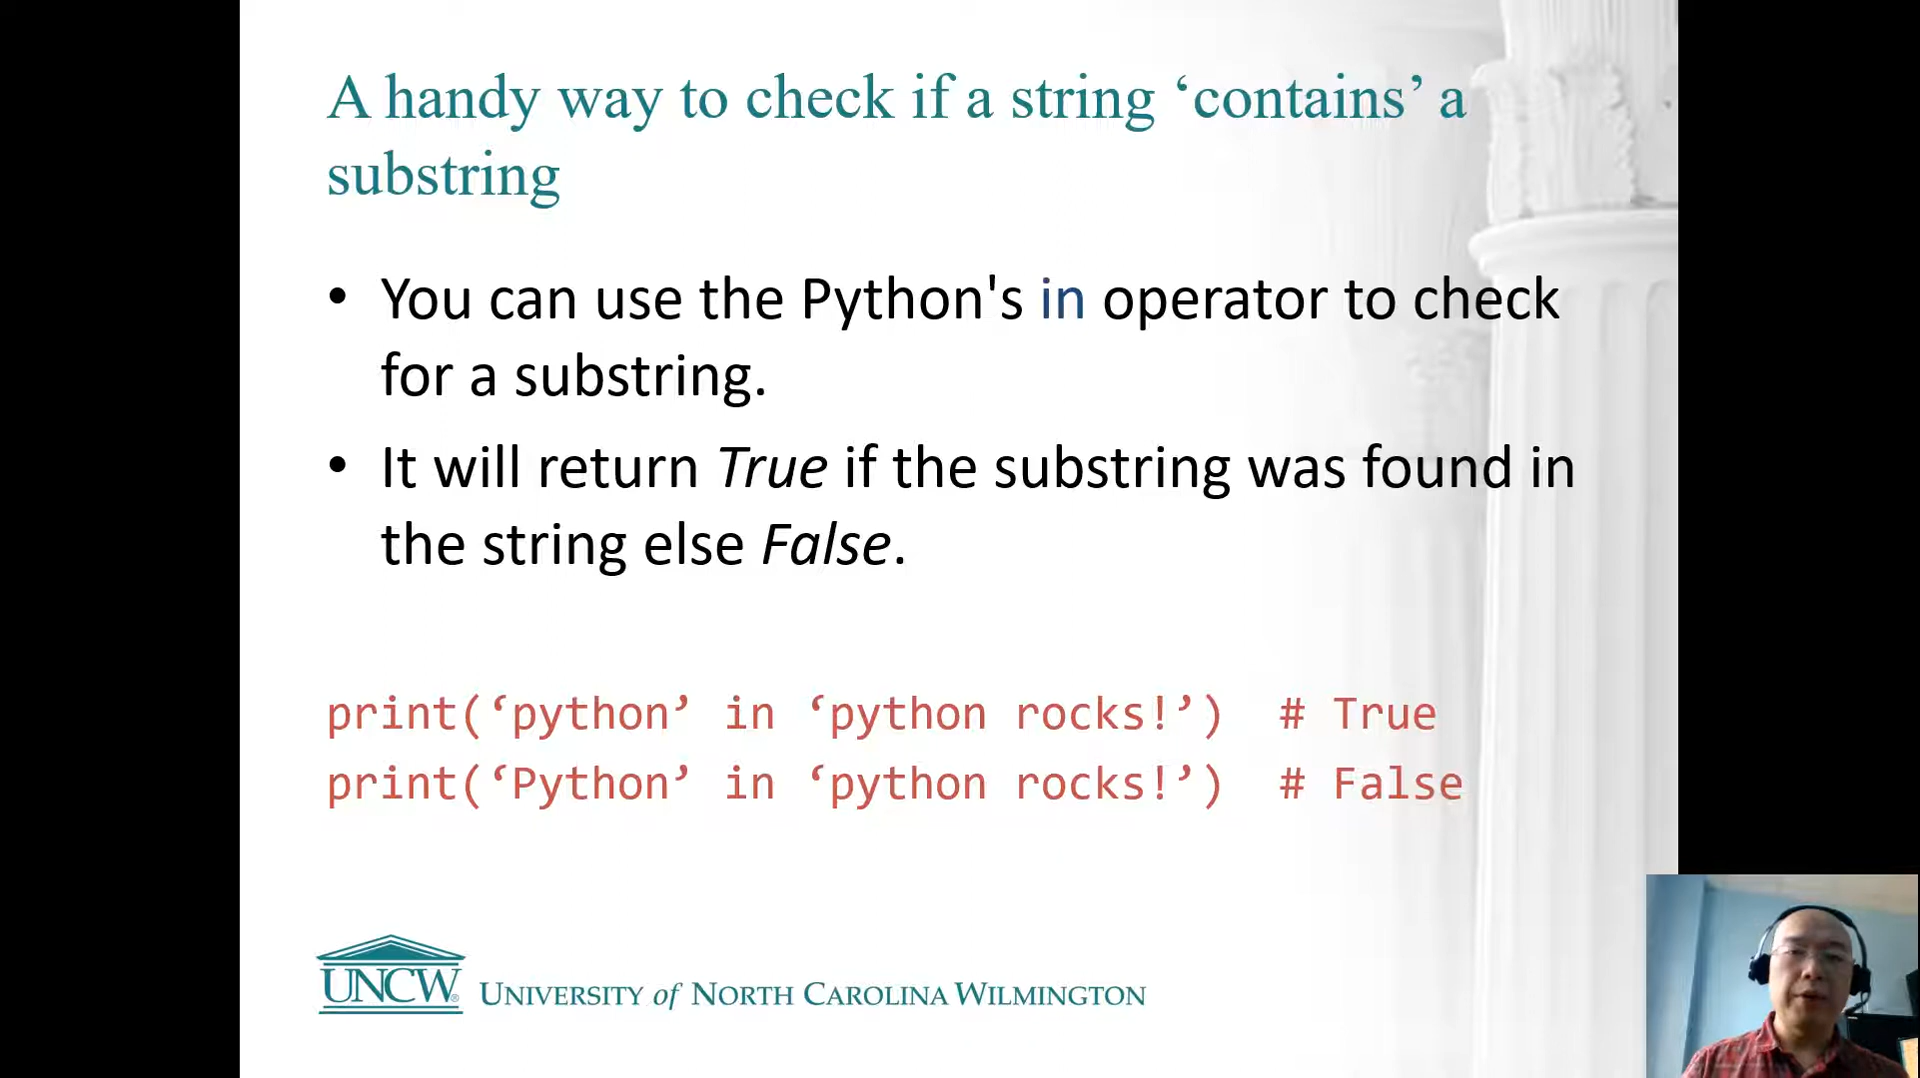 A handy way to check if a string ‘contains’ a
substring
• You can use the Python's in operator to check
for a substring.
• It will return True if the substring was found in
the string else False.
print(‘python’ in ‘python rocks!’)  # True
print(‘Python’ in ‘python rocks!’)  # False
UNCW® UNIVERSITY of NORTH CAROLINA WILMINGTON